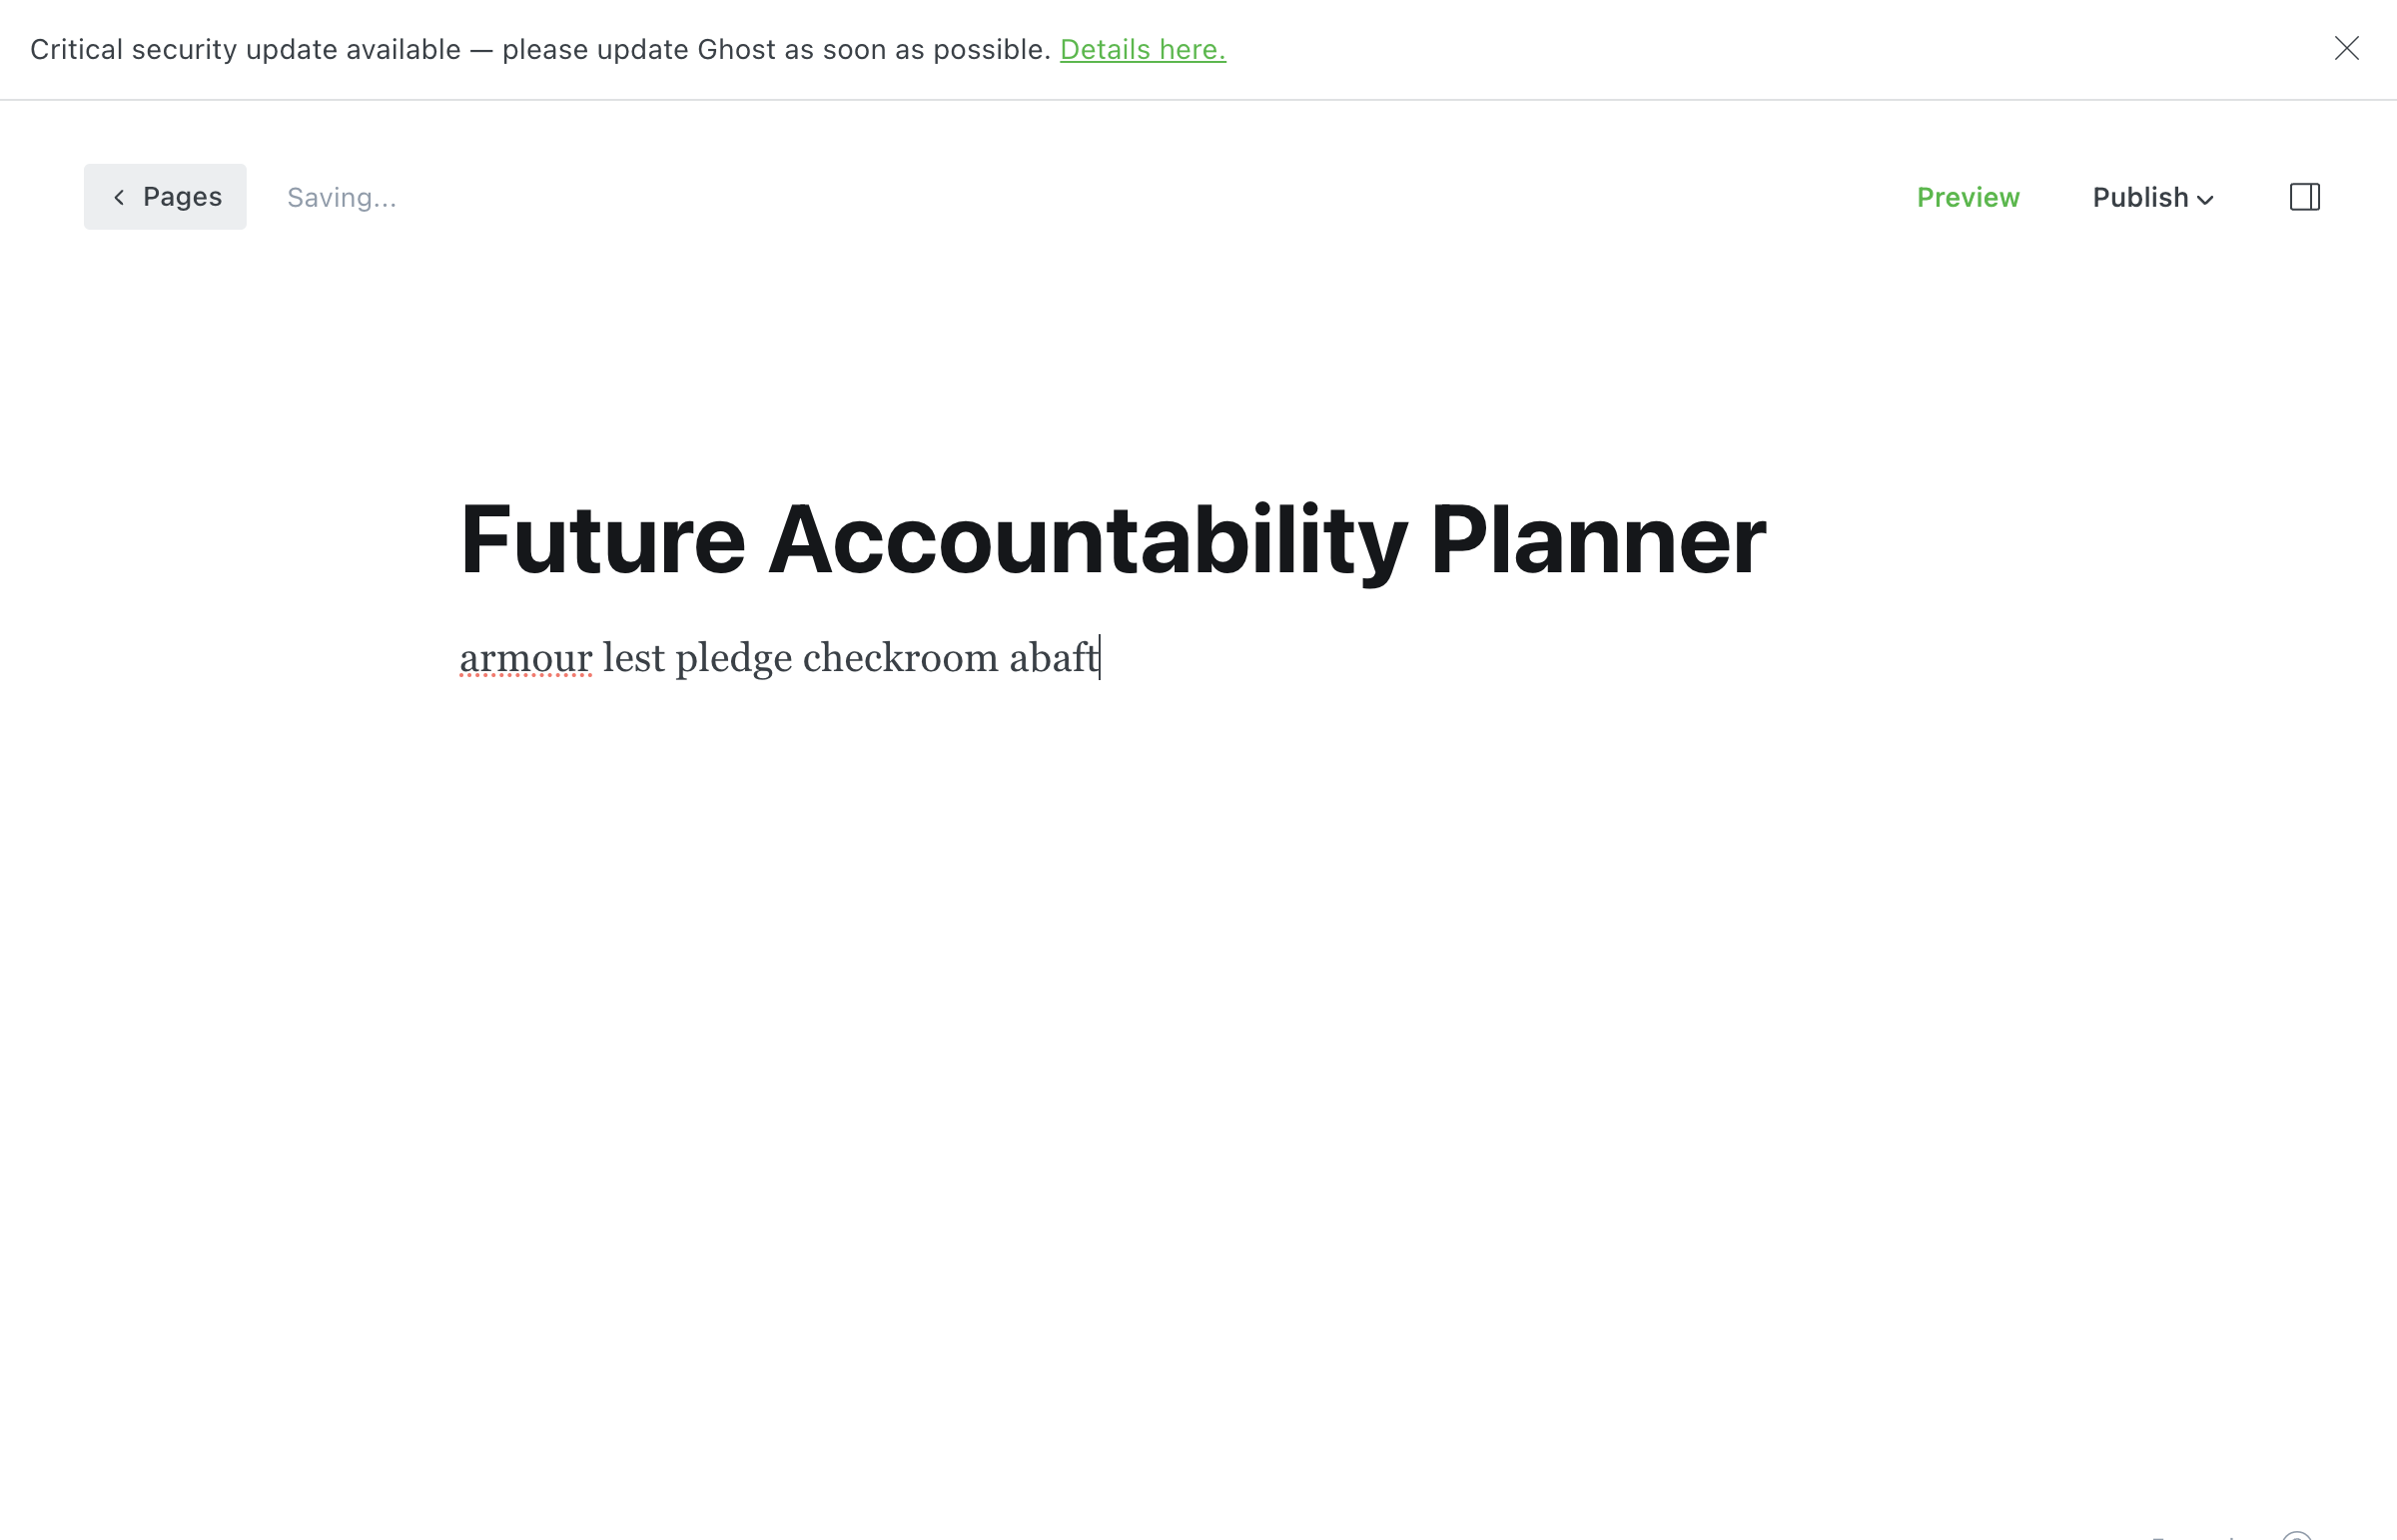 Critical security update available — please update Ghost as soon as possible. Details here.
Pages
Saving...
Preview
Publish
Future Accountability Planner
armour lest pledge checkroom abaft